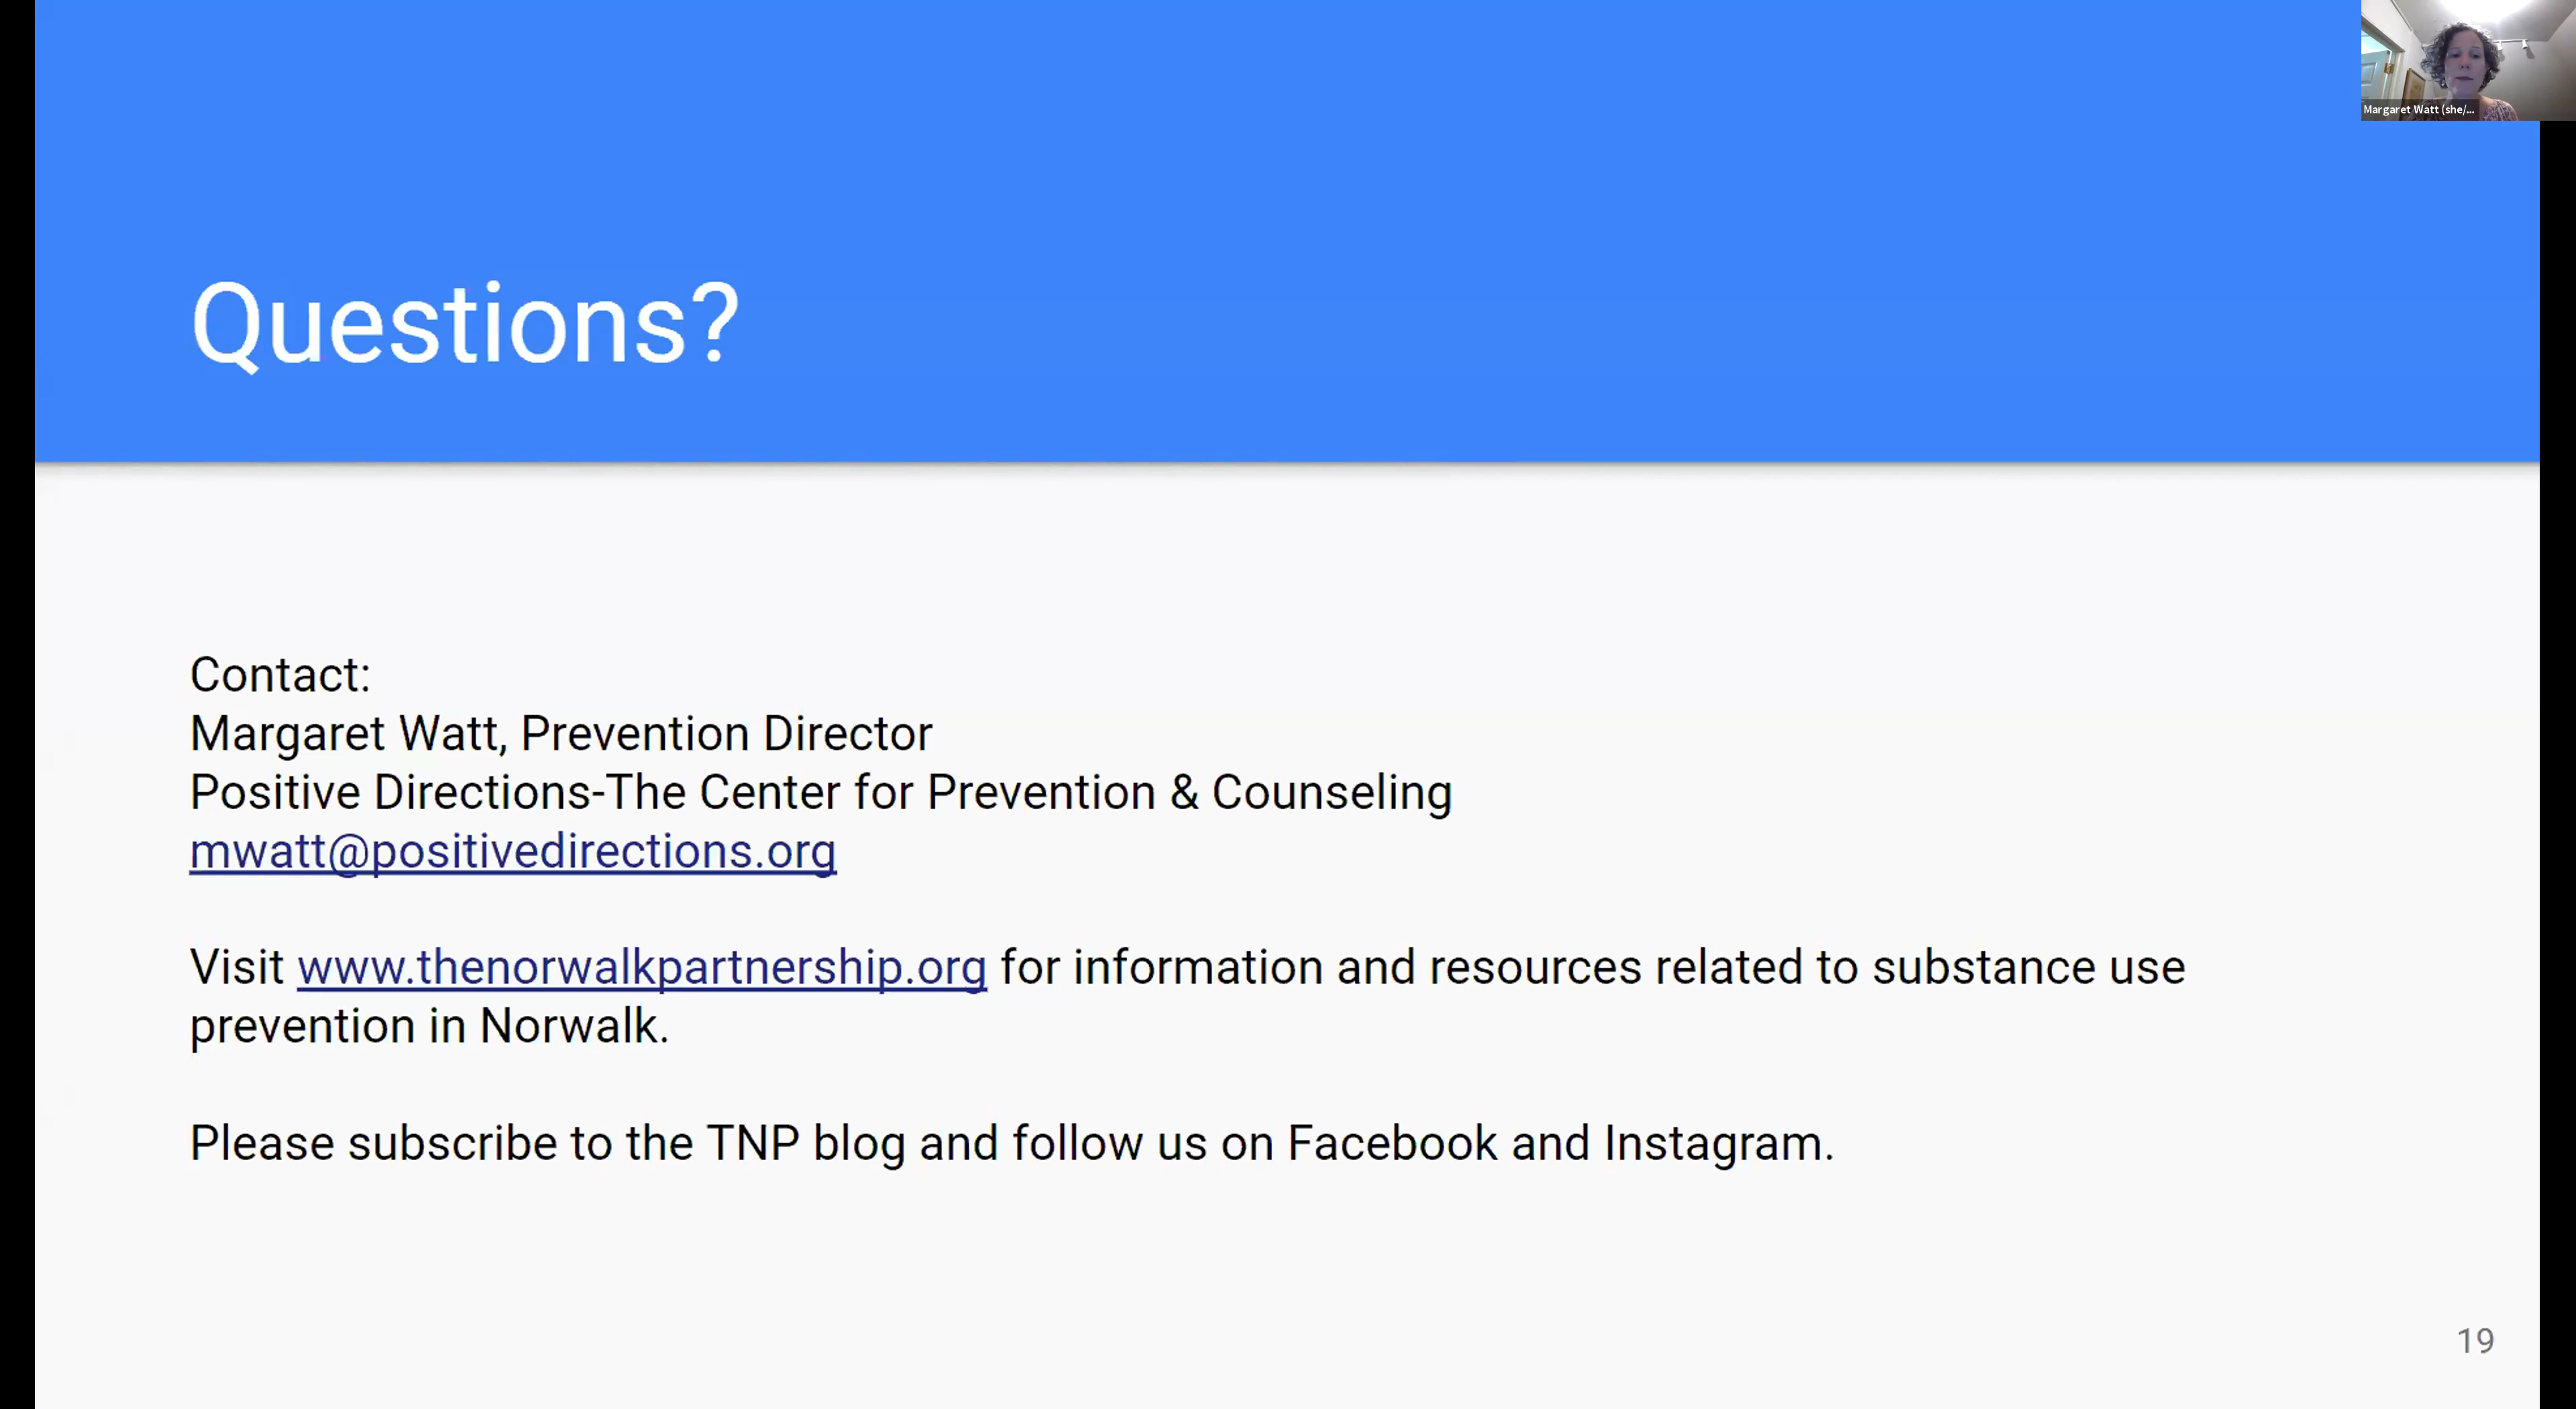 Margaret Watt (she/...
Questions?
Contact:
Margaret Watt, Prevention Director
Positive Directions-The Center for Prevention & Counseling
mwatt@positivedirections.org
Visit www.thenorwalkpartnership.org for information and resources related to substance use
prevention in Norwalk.
Please subscribe to the TNP blog and follow us on Facebook and Instagram.
19